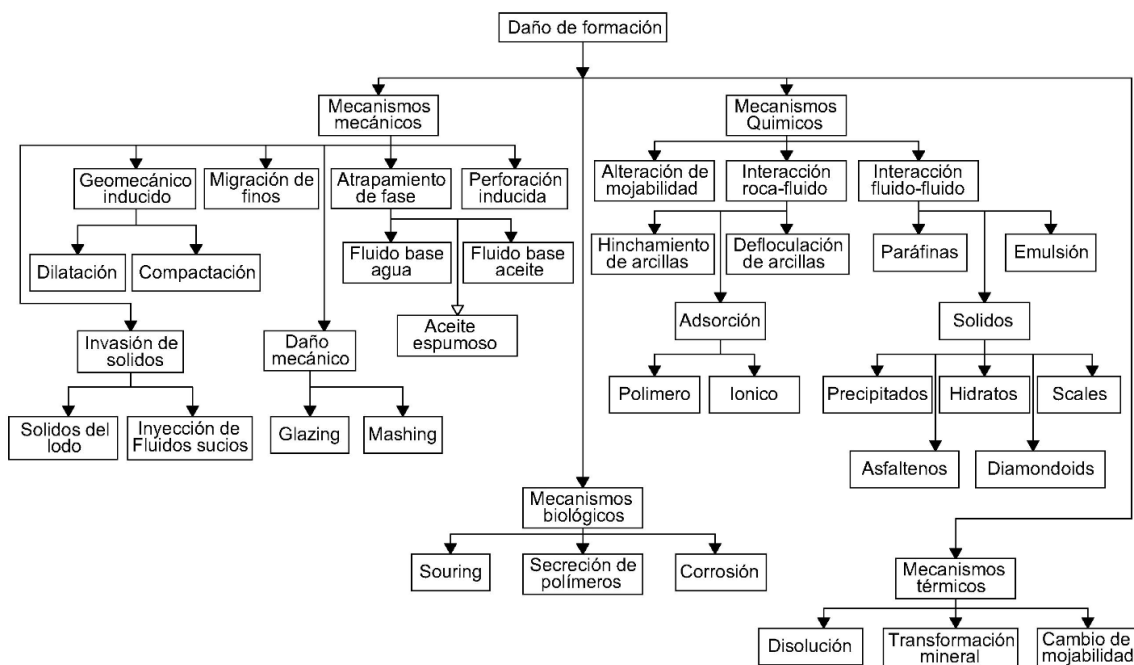 Daño de formación
Mecanismos
mecánicos
Mecanismos
Quimicos
Geomecánico
inducido
Migración de
finos
Atrapamiento
de fase
Perforación
inducida
Alteración de
mojabilidad
Interacción
roca-fluido
Interacción
fluido-fluido
Dilatación
Compactación
Fluido base
agua
Fluido base
aceite
Hinchamiento
de arcillas
Defloculación
de arcillas
Paráfinas
Emulsión
Invasión de
solidos
Daño
mecánico
Aceite
espumoso
Adsorción
Solidos
Solidos del
lodo
Inyección de
Fluidos sucios
Glazing
Mashing
Polimero
Ionico
Precipitados
Hidratos
Scales
Asfaltenos
Diamondoids
Mecanismos
biológicos
Souring
Secreción de
polímeros
Corrosión
Mecanismos
térmicos
Disolución
Transformación
mineral
Cambio de
mojabilidad